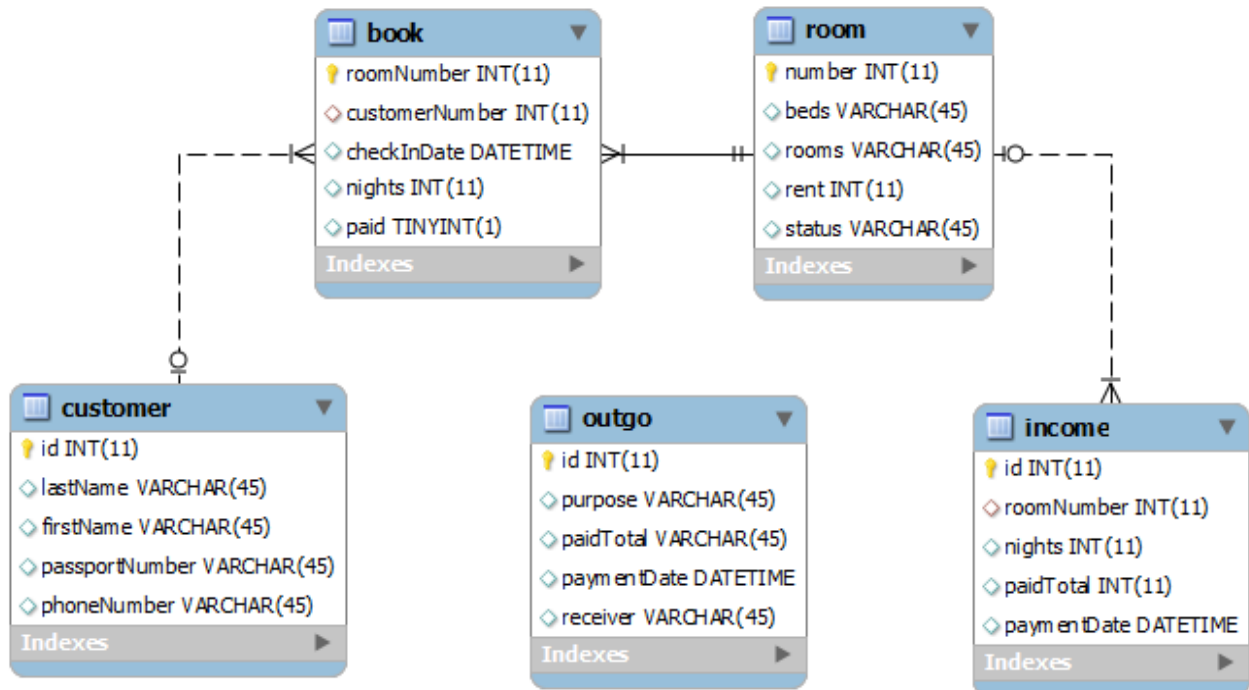 book
roomNumber INT(11)
customerNumber INT(11)
checkInDate DATETIME
nights INT(11)
paid TINYINT(1)
Indexes
room
number INT(11)
beds VARCHAR(45)
rooms VARCHAR(45)
rent INT(11)
status VARCHAR(45)
Indexes
customer
id INT(11)
lastName VARCHAR(45)
firstName VARCHAR(45)
passportNumber VARCHAR(45)
phoneNumber VARCHAR(45)
Indexes
outgo
id INT(11)
purpose VARCHAR(45)
paidTotal VARCHAR(45)
paymentDate DATETIME
receiver VARCHAR(45)
Indexes
income
id INT(11)
roomNumber INT(11)
nights INT(11)
paidTotal INT(11)
paymentDate DATETIME
Indexes